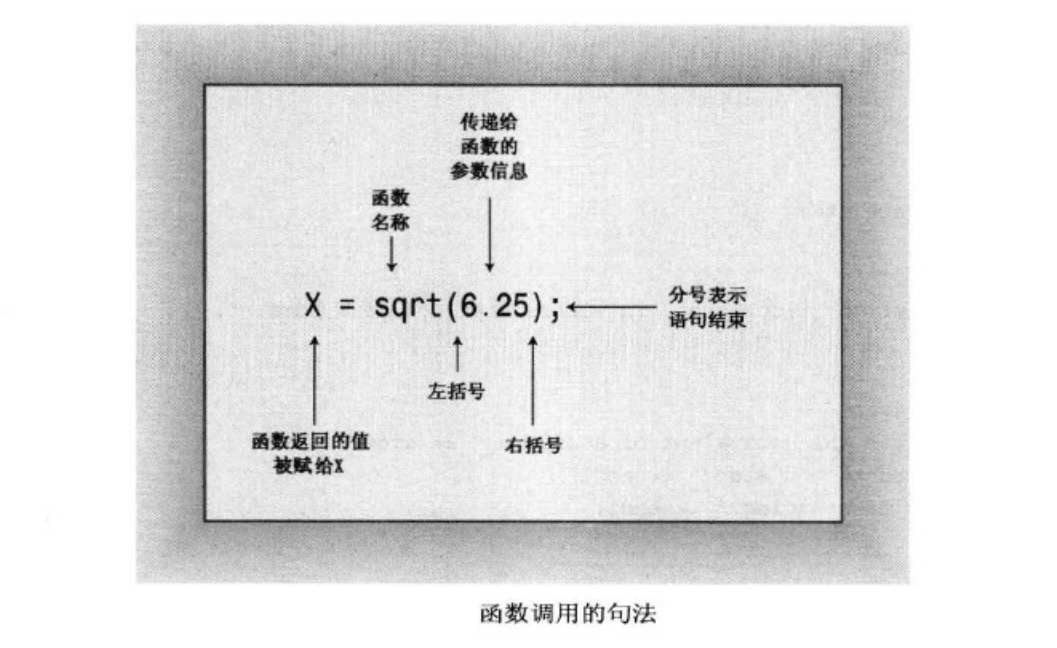 传递给
函数的
参数信息
函数
名称
X = sqrt(6.25);
分号表示
语句结束
左括号
右括号
函数返回的值
被赋给X
函数调用的句法